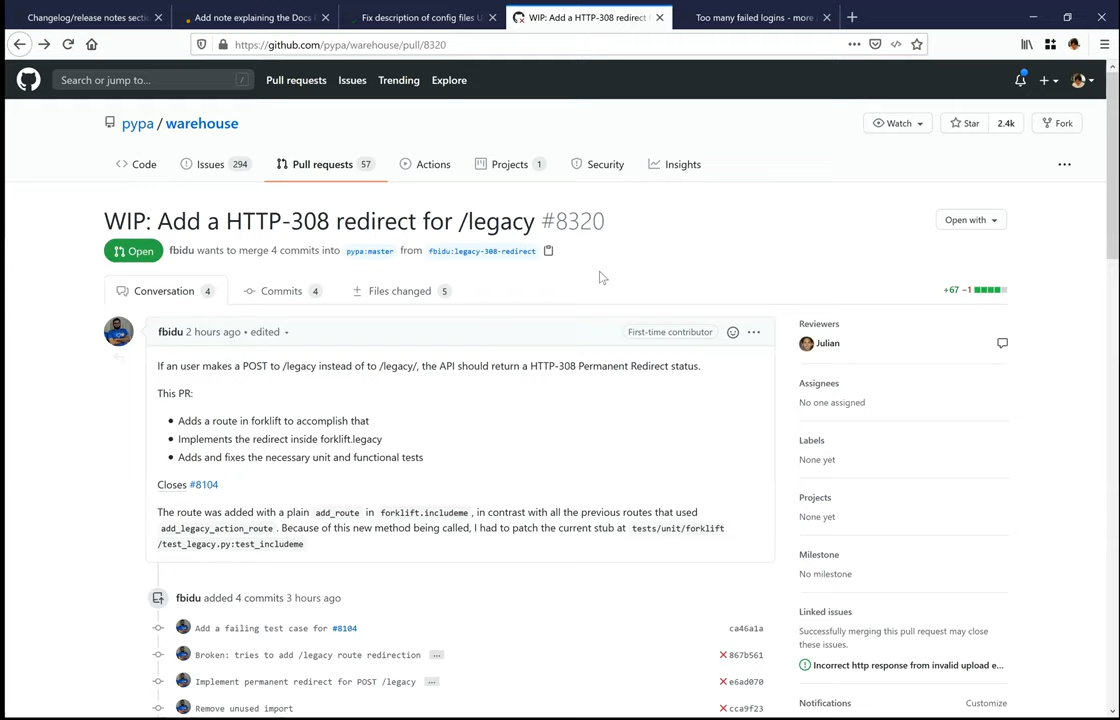 Changelog/release notes secti
Add note explaining the Docs
Fix description of config files U
WIP: Add a HTTP-308 redirect f
Too many failed logins - more
https://github.com/pypa/warehouse/pull/8320
Search or jump to...
/
Pull requests
Issues
Trending
Explore
pypa / warehouse
Watch
Star
2.4k
Fork
Code
Issues 294
Pull requests 57
Actions
Projects 1
Security
Insights
WIP: Add a HTTP-308 redirect for /legacy #8320
Open with
Open
fbidu wants to merge 4 commits into pypa:master from fbidu:legacy-308-redirect
Conversation 4
Commits 4
Files changed 5
+67 −1
fbidu 2 hours ago • edited
First-time contributor
If an user makes a POST to /legacy instead of to /legacy/, the API should return a HTTP-308 Permanent Redirect status.
This PR:
• Adds a route in forklift to accomplish that
• Implements the redirect inside forklift.legacy
• Adds and fixes the necessary unit and functional tests
Closes #8104
The route was added with a plain add_route in forklift.includeme, in contrast with all the previous routes that used
add_legacy_action_route. Because of this new method being called, I had to patch the current stub at tests/unit/forklift
/test_legacy.py:test_includeme
fbidu added 4 commits 3 hours ago
Add a failing test case for #8104
ca46a1a
Broken: tries to add /legacy route redirection ...
867b561
Implement permanent redirect for POST /legacy ...
e6ad070
Remove unused import
cca9f23
Reviewers
Julian
Assignees
No one assigned
Labels
None yet
Projects
None yet
Milestone
No milestone
Linked issues
Successfully merging this pull request may close
these issues.
Incorrect http response from invalid upload e...
Notifications
Customize